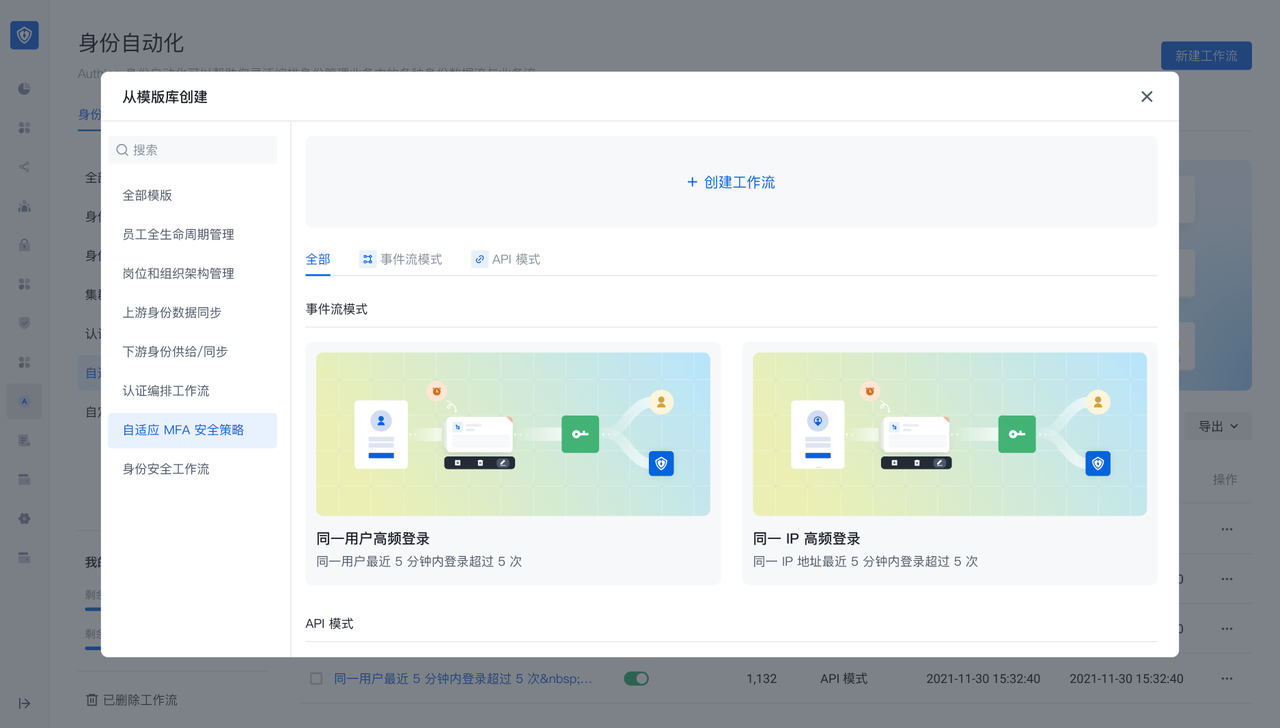 身份自动化
新建工作流
从模版库创建
搜索
全部模版
员工全生命周期管理
岗位和组织架构管理
上游身份数据同步
下游身份供给/同步
认证编排工作流
自适应 MFA 安全策略
身份安全工作流
+ 创建工作流
全部
事件流模式
API 模式
事件流模式
同一用户高频登录
同一用户最近 5 分钟内登录超过 5 次
同一 IP 高频登录
同一 IP 地址最近 5 分钟内登录超过 5 次
API 模式
导出
操作
同一用户最近 5 分钟内登录超过 5 次&nbsp;...
1,132
API 模式
2021-11-30 15:32:40
2021-11-30 15:32:40
已删除工作流